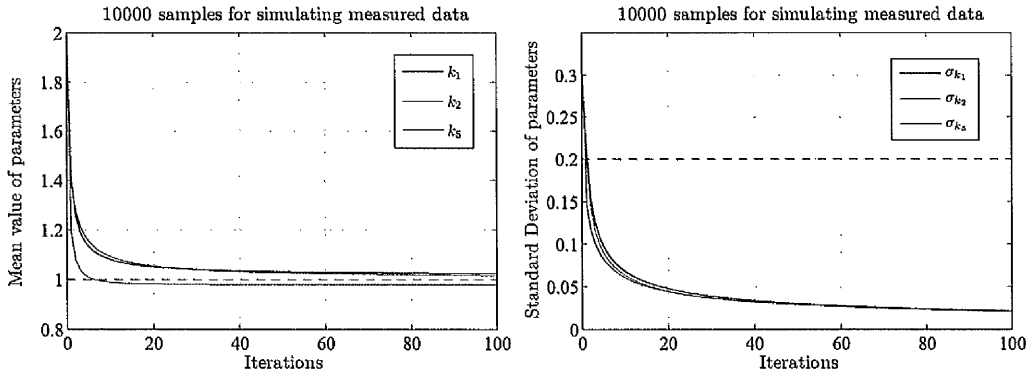 10000 samples for simulating measured data
Mean value of parameters
2
1.8
1.6
1.4
1.2
1
0.8
k1
k2
k5
0 20 40 60 80 100
Iterations
10000 samples for simulating measured data
Standard Deviation of parameters
0.3
0.25
0.2
0.15
0.1
0.05
0
σk1
σk2
σk5
0 20 40 60 80 100
Iterations